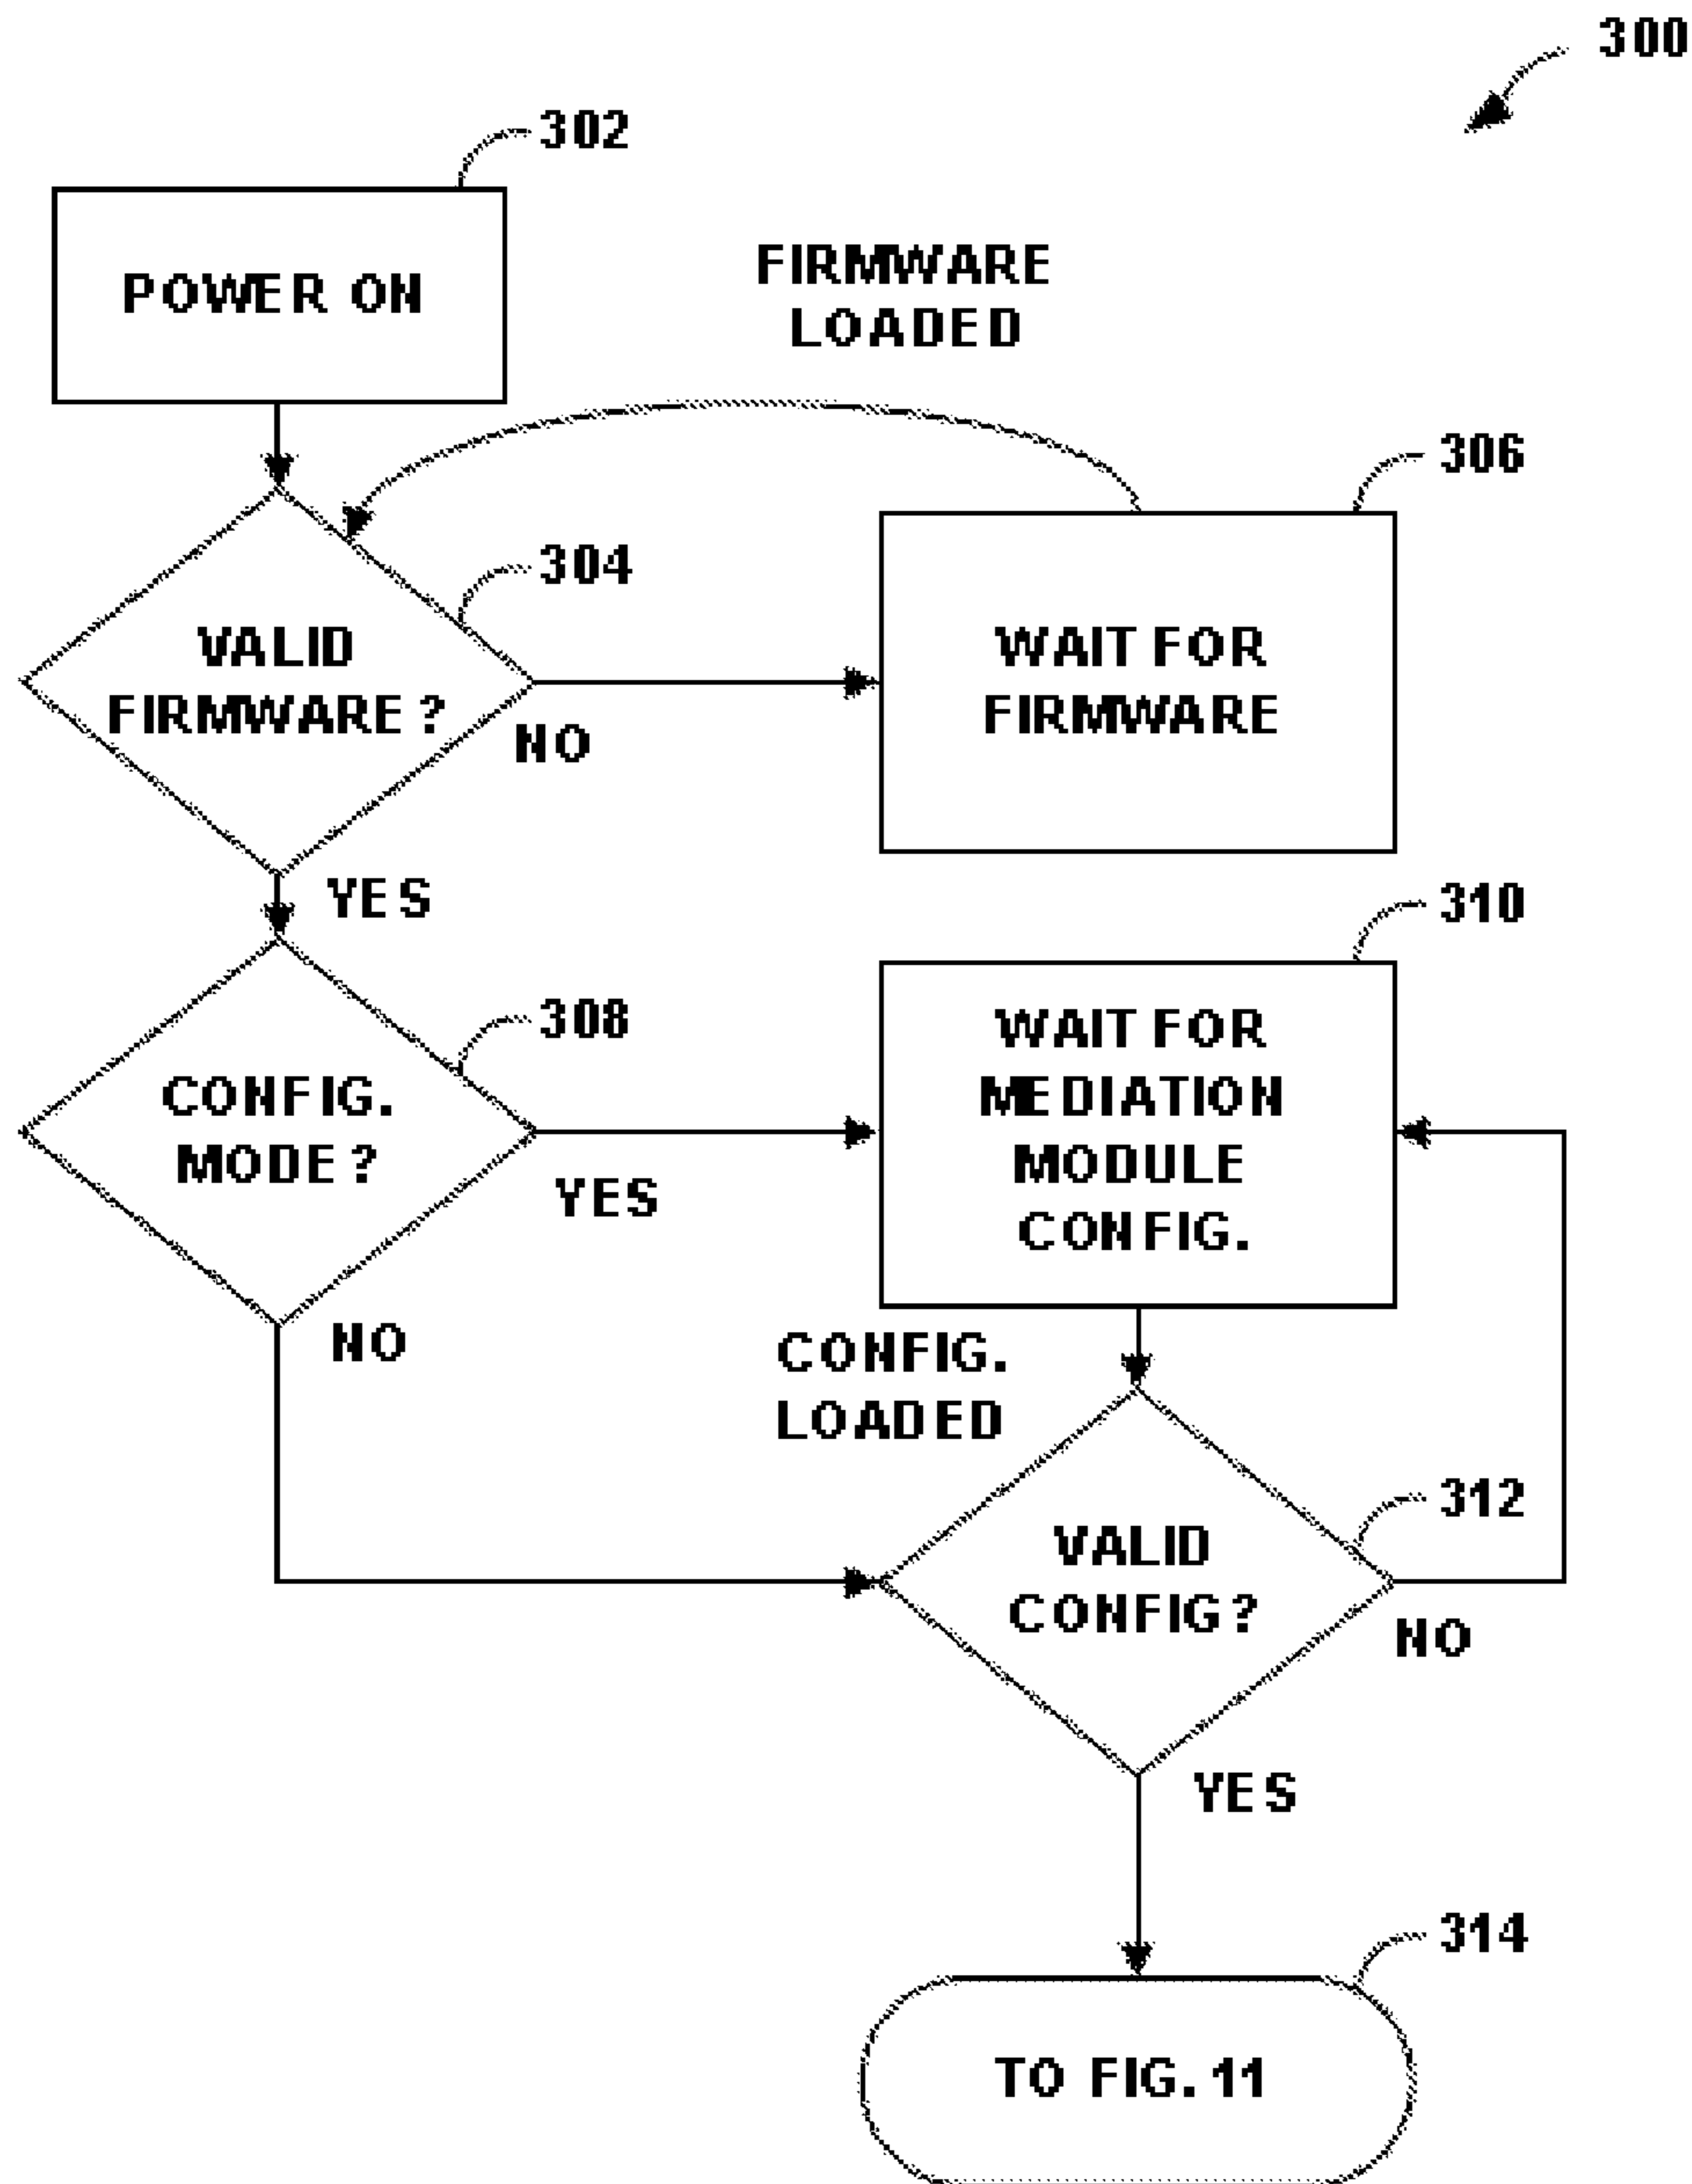 300
302
POWER ON
FIRMWARE
LOADED
306
304
VALID
FIRMWARE?
NO
WAIT FOR
FIRMWARE
YES
310
308
CONFIG.
MODE?
YES
WAIT FOR
MEDIATION
MODULE
CONFIG.
NO
CONFIG.
LOADED
312
VALID
CONFIG?
NO
YES
314
TO FIG. 11